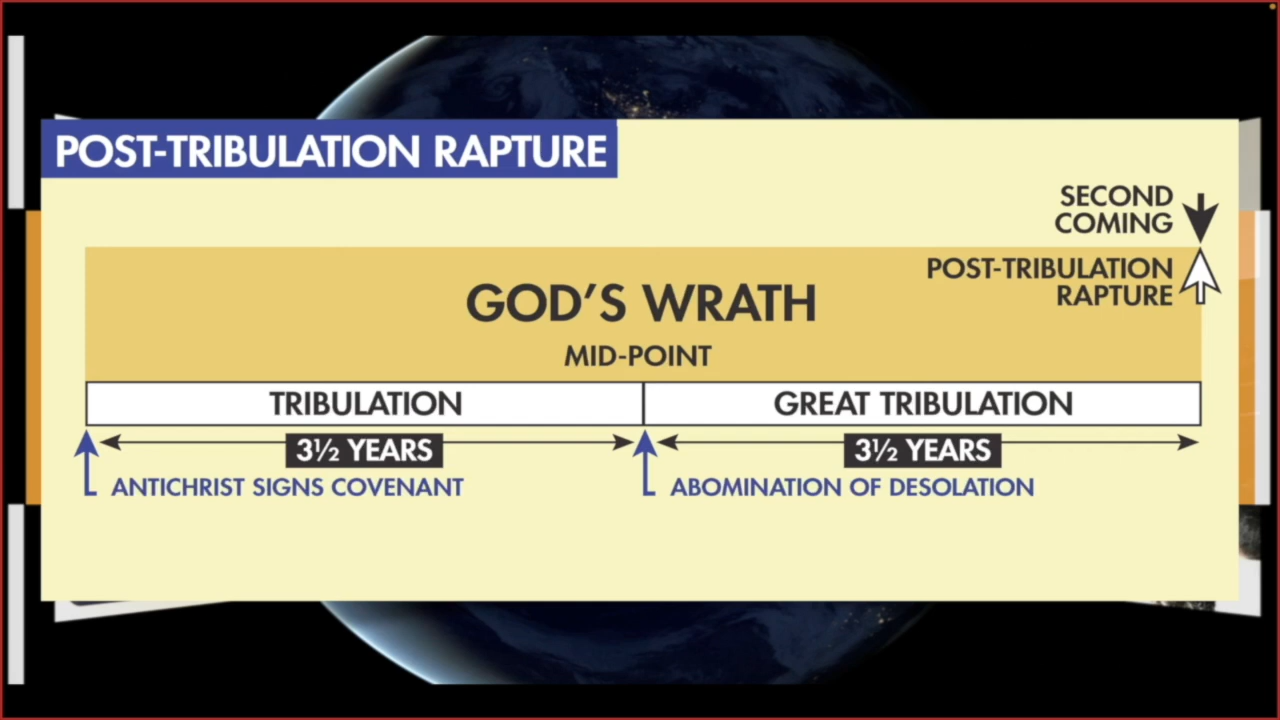 POST-TRIBULATION RAPTURE
SECOND
COMING
POST-TRIBULATION
RAPTURE
GOD'S WRATH
MID-POINT
TRIBULATION
GREAT TRIBULATION
3½ YEARS
3½ YEARS
ANTICHRIST SIGNS COVENANT
ABOMINATION OF DESOLATION